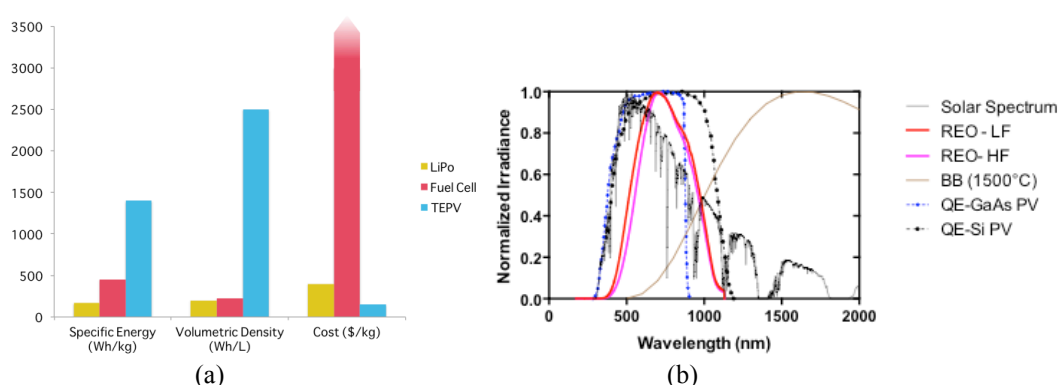 3500
3000
2500
2000
1500
1000
500
0
Specific Energy
(Wh/kg)
Volumetric Density
(Wh/L)
Cost ($/kg)
LiPo
Fuel Cell
TEPV
(a)
Normalized Irradiance
1.0
0.8
0.6
0.4
0.2
0.0
0
500
1000
1500
2000
Wavelength (nm)
Solar Spectrum
REO - LF
REO- HF
BB (1500°C)
QE-GaAs PV
QE-Si PV
(b)